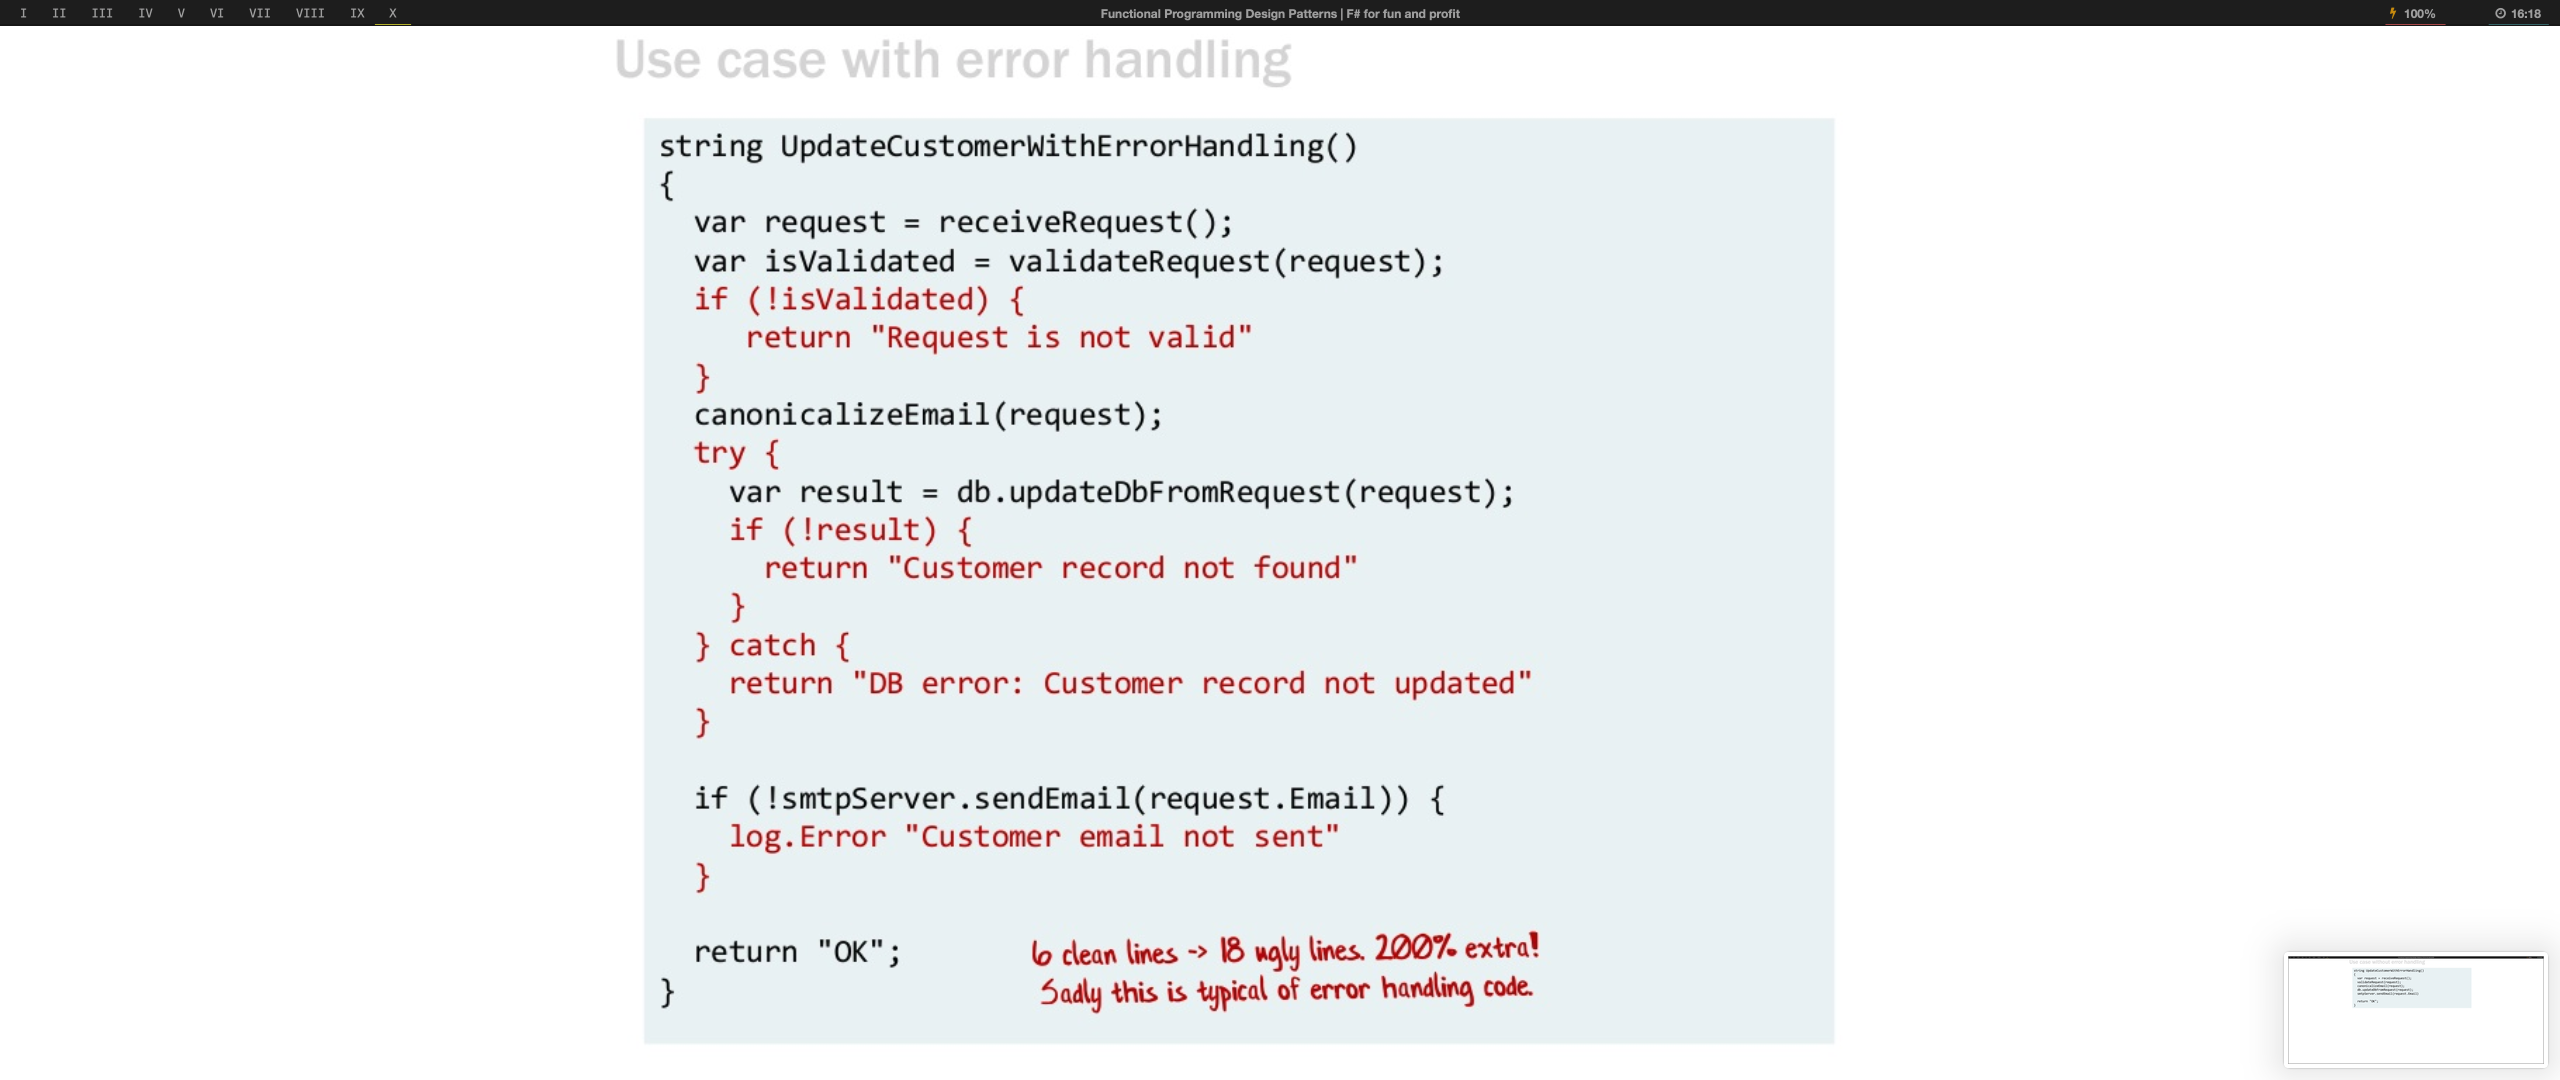 I II III IV V VI VII VIII IX X Functional Programming Design Patterns | F# for fun and profit 100% 16:18
Use case with error handling
string UpdateCustomerWithErrorHandling()
{
var request = receiveRequest();
var isValidated = validateRequest(request);
if (!isValidated) {
return "Request is not valid"
}
canonicalizeEmail(request);
try {
var result = db.updateDbFromRequest(request);
if (!result) {
return "Customer record not found"
}
} catch {
return "DB error: Customer record not updated"
}
if (!smtpServer.sendEmail(request.Email)) {
log.Error "Customer email not sent"
}
return "OK";
}
6 clean lines -> 18 ugly lines. 200% extra!
Sadly this is typical of error handling code.